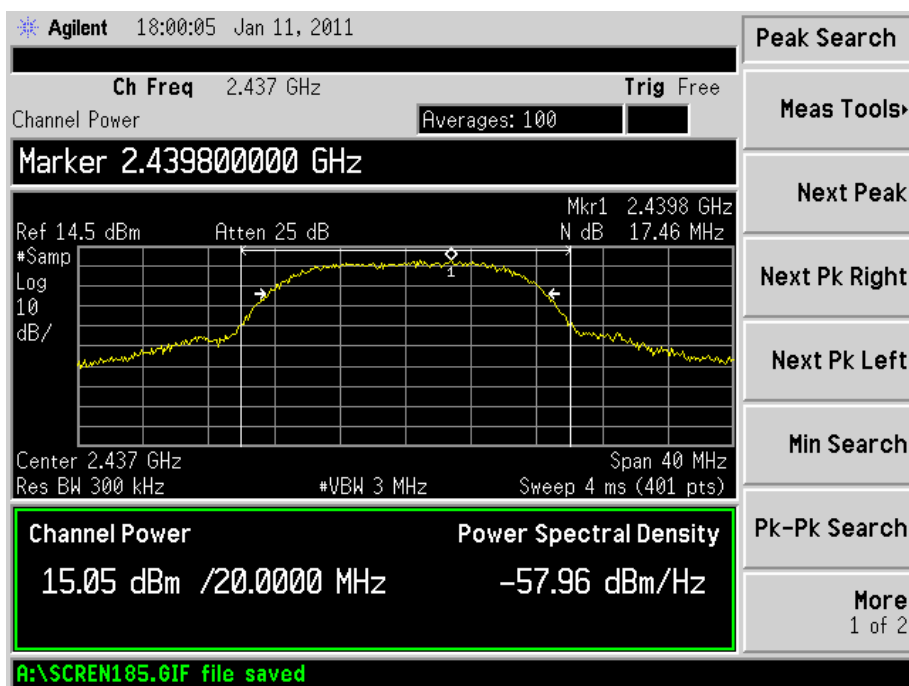 Agilent 18:00:05 Jan 11, 2011
Ch Freq 2.437 GHz Trig Free
Channel Power Averages: 100
Marker 2.439800000 GHz
Mkr1 2.4398 GHz
Ref 14.5 dBm Atten 25 dB N dB 17.46 MHz
#Samp
Log
10
dB/
1
Center 2.437 GHz Span 40 MHz
Res BW 300 kHz #VBW 3 MHz Sweep 4 ms (401 pts)
Channel Power Power Spectral Density
15.05 dBm /20.0000 MHz -57.96 dBm/Hz
A:\SCREN185.GIF file saved
Peak Search
Meas Tools
Next Peak
Next Pk Right
Next Pk Left
Min Search
Pk-Pk Search
More
1 of 2